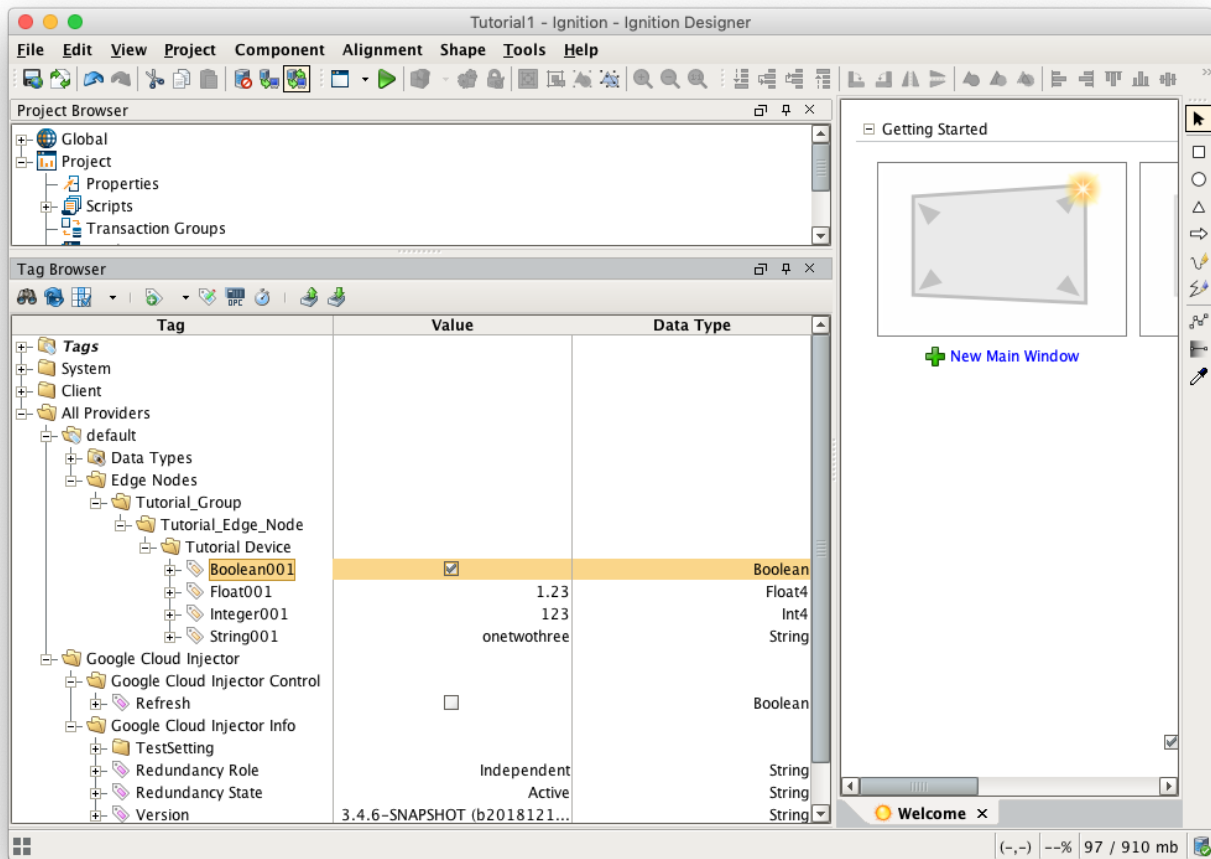 Tutorial1 - Ignition - Ignition Designer
File Edit View Project Component Alignment Shape Tools Help
Project Browser
Global
Project
Properties
Scripts
Transaction Groups
Tag Browser
OPC
Tag Value Data Type
Tags
System
Client
All Providers
default
Data Types
Edge Nodes
Tutorial_Group
Tutorial_Edge_Node
Tutorial Device
Boolean001 Boolean
Float001 1.23 Float4
Integer001 123 Int4
String001 onetwothree String
Google Cloud Injector
Google Cloud Injector Control
Refresh Boolean
Google Cloud Injector Info
TestSetting
Redundancy Role Independent String
Redundancy State Active String
Version 3.4.6-SNAPSHOT (b2018121... String
Getting Started
New Main Window
Welcome
(-,-) --% 97 / 910 mb